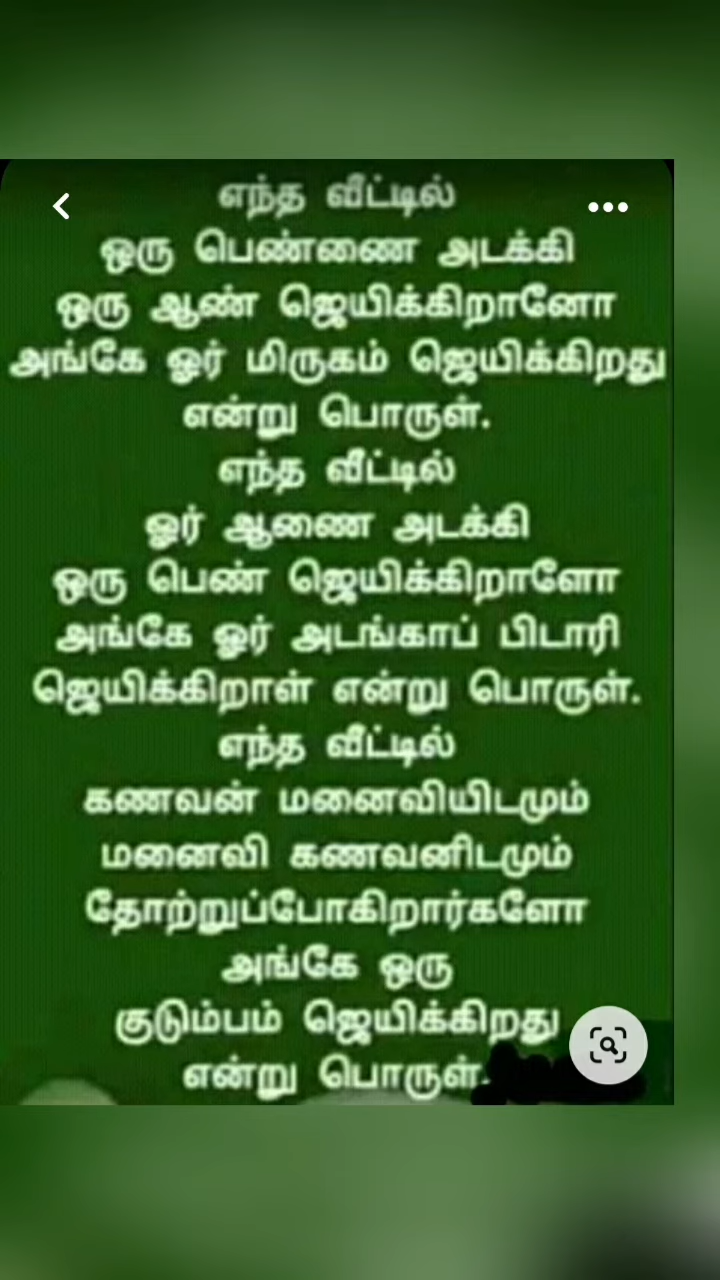 எந்த வீட்டில்
ஒரு பெண்ணை அடக்கி
ஒரு ஆண் ஜெயிக்கிறானோ
அங்கே ஓர் மிருகம் ஜெயிக்கிறது
என்று பொருள்.
எந்த வீட்டில்
ஓர் ஆணை அடக்கி
ஒரு பெண் ஜெயிக்கிறாளோ
அங்கே ஓர் அடங்காப் பிடாரி
ஜெயிக்கிறாள் என்று பொருள்.
எந்த வீட்டில்
கணவன் மனைவியிடமும்
மனைவி கணவனிடமும்
தோற்றுப்போகிறார்களோ
அங்கே ஒரு
குடும்பம் ஜெயிக்கிறது
என்று பொருள்.